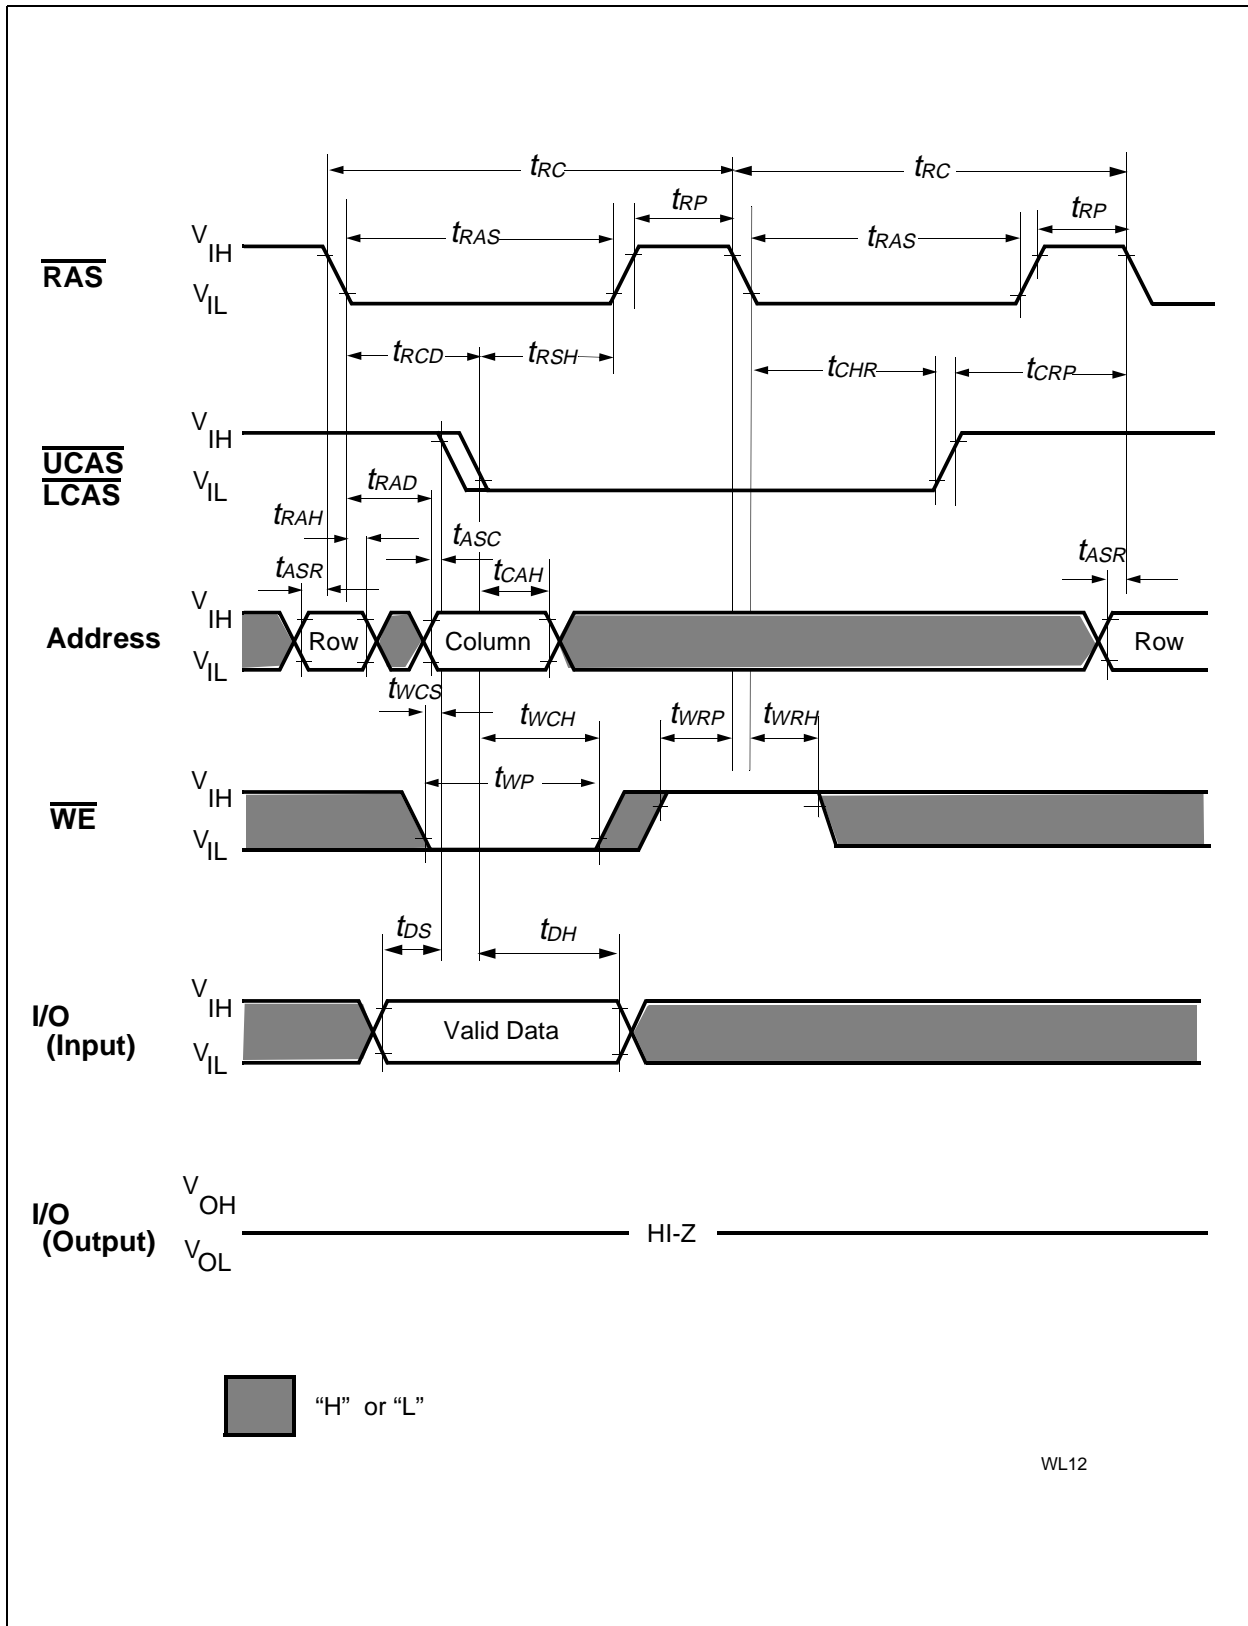 tRC tRC
tRP tRP
tRAS tRAS
VIH
RAS
VIL
tRCD tRSH
tCHR tCRP
VIH
UCAS
LCAS
VIL
tRAD
tRAH
tASC
tASR tCAH tASR
VIH
Address Row Column Row
VIL
tWCS
tWCH tWRP tWRH
tWP
VIH
WE
VIL
tDS tDH
VIH
I/O
(Input)
Valid Data
VIL
VOH
I/O
(Output)
HI-Z
VOL
“H” or “L”
WL12